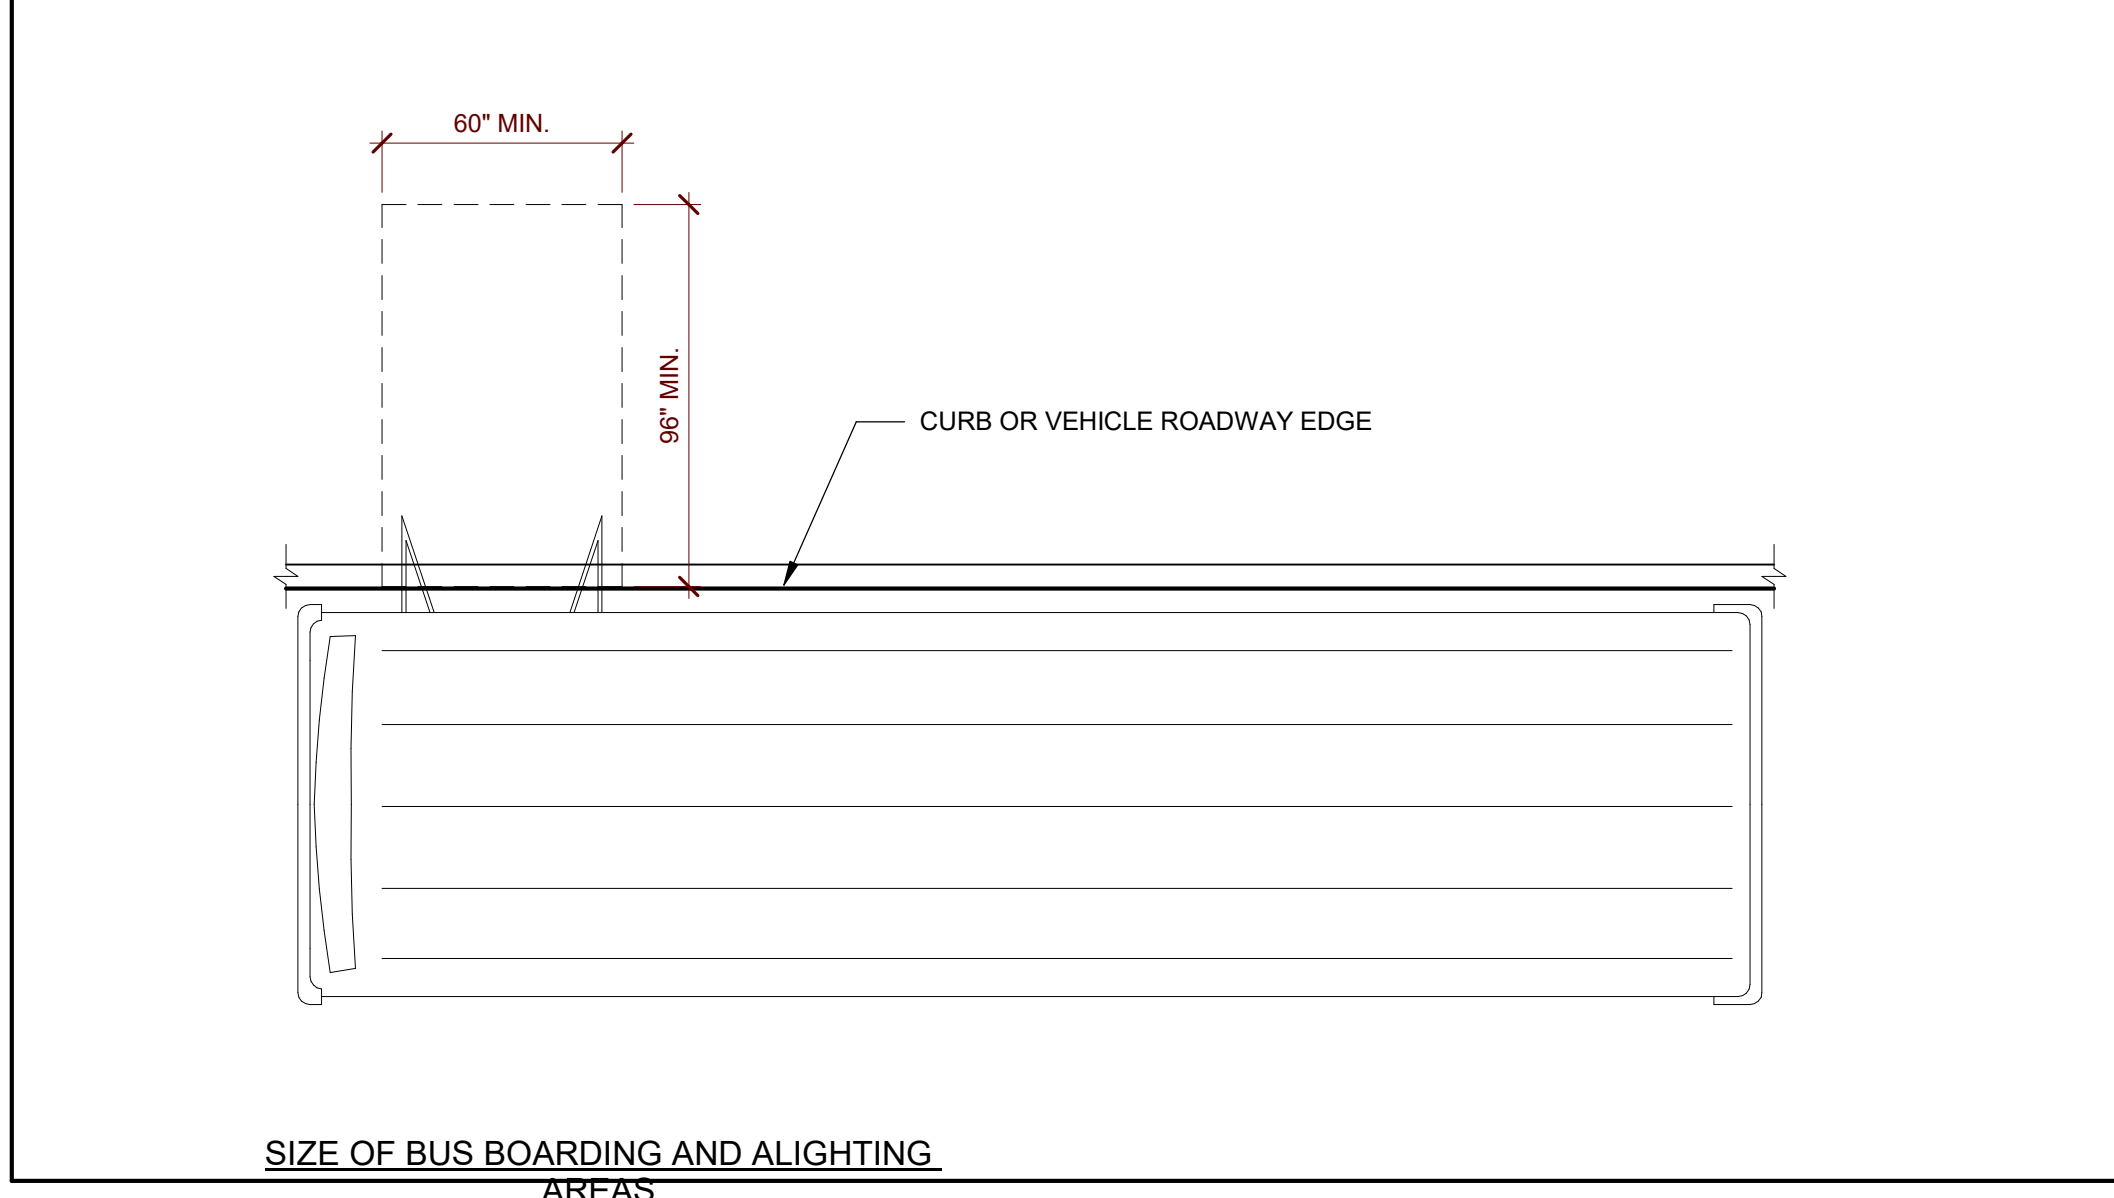 60" MIN.
96" MIN.
CURB OR VEHICLE ROADWAY EDGE
SIZE OF BUS BOARDING AND ALIGHTING
AREAS